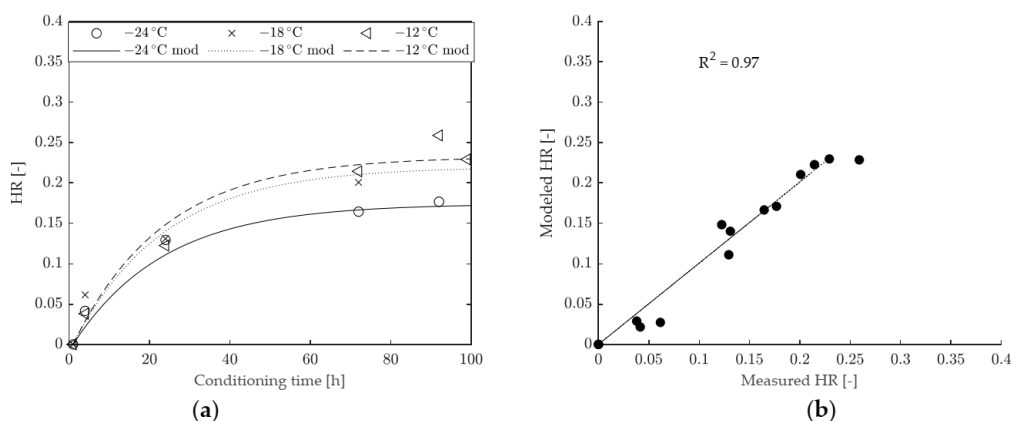 −24 °C −18 °C −12 °C
−24 °C mod −18 °C mod −12 °C mod
0.4
0.35
0.3
0.25
0.2
0.15
0.1
0.05
0
HR [-]
0 20 40 60 80 100
Conditioning time [h]
(a)
0.4
0.35
0.3
0.25
0.2
0.15
0.1
0.05
0
Modeled HR [-]
R² = 0.97
0 0.05 0.1 0.15 0.2 0.25 0.3 0.35 0.4
Measured HR [-]
(b)